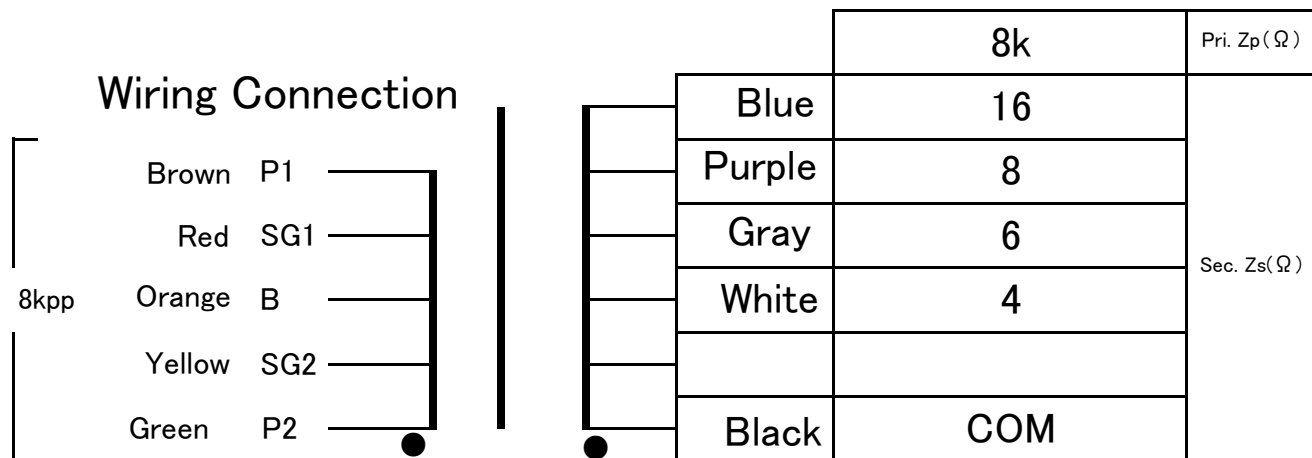 8k Pri. Zp(Ω)
Wiring Connection
Blue 16
Brown P1
Purple 8
Red SG1
Gray 6
Sec. Zs(Ω)
8kpp Orange B
White 4
Yellow SG2
Green P2
Black COM